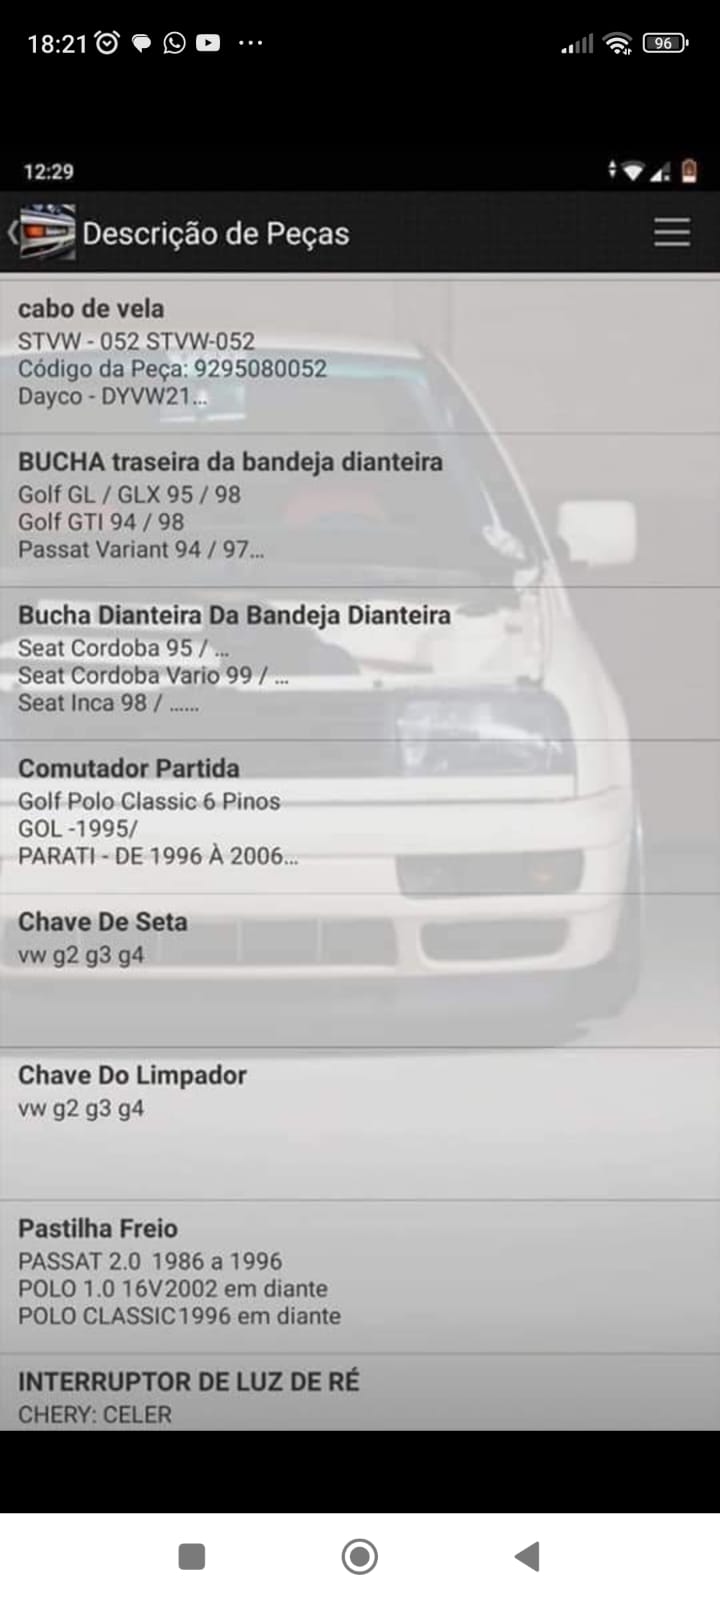 18:21
96
12:29
Descrição de Peças
cabo de vela
STVW - 052 STVW-052
Código da Peça: 9295080052
Dayco - DYVW21...
BUCHA traseira da bandeja dianteira
Golf GL / GLX 95 / 98
Golf GTI 94 / 98
Passat Variant 94 / 97...
Bucha Dianteira Da Bandeja Dianteira
Seat Cordoba 95 / ...
Seat Cordoba Vario 99 / ...
Seat Inca 98 / ......
Comutador Partida
Golf Polo Classic 6 Pinos
GOL -1995/
PARATI - DE 1996 À 2006...
Chave De Seta
vw g2 g3 g4
Chave Do Limpador
vw g2 g3 g4
Pastilha Freio
PASSAT 2.0 1986 a 1996
POLO 1.0 16V2002 em diante
POLO CLASSIC1996 em diante
INTERRUPTOR DE LUZ DE RÉ
CHERY: CELER